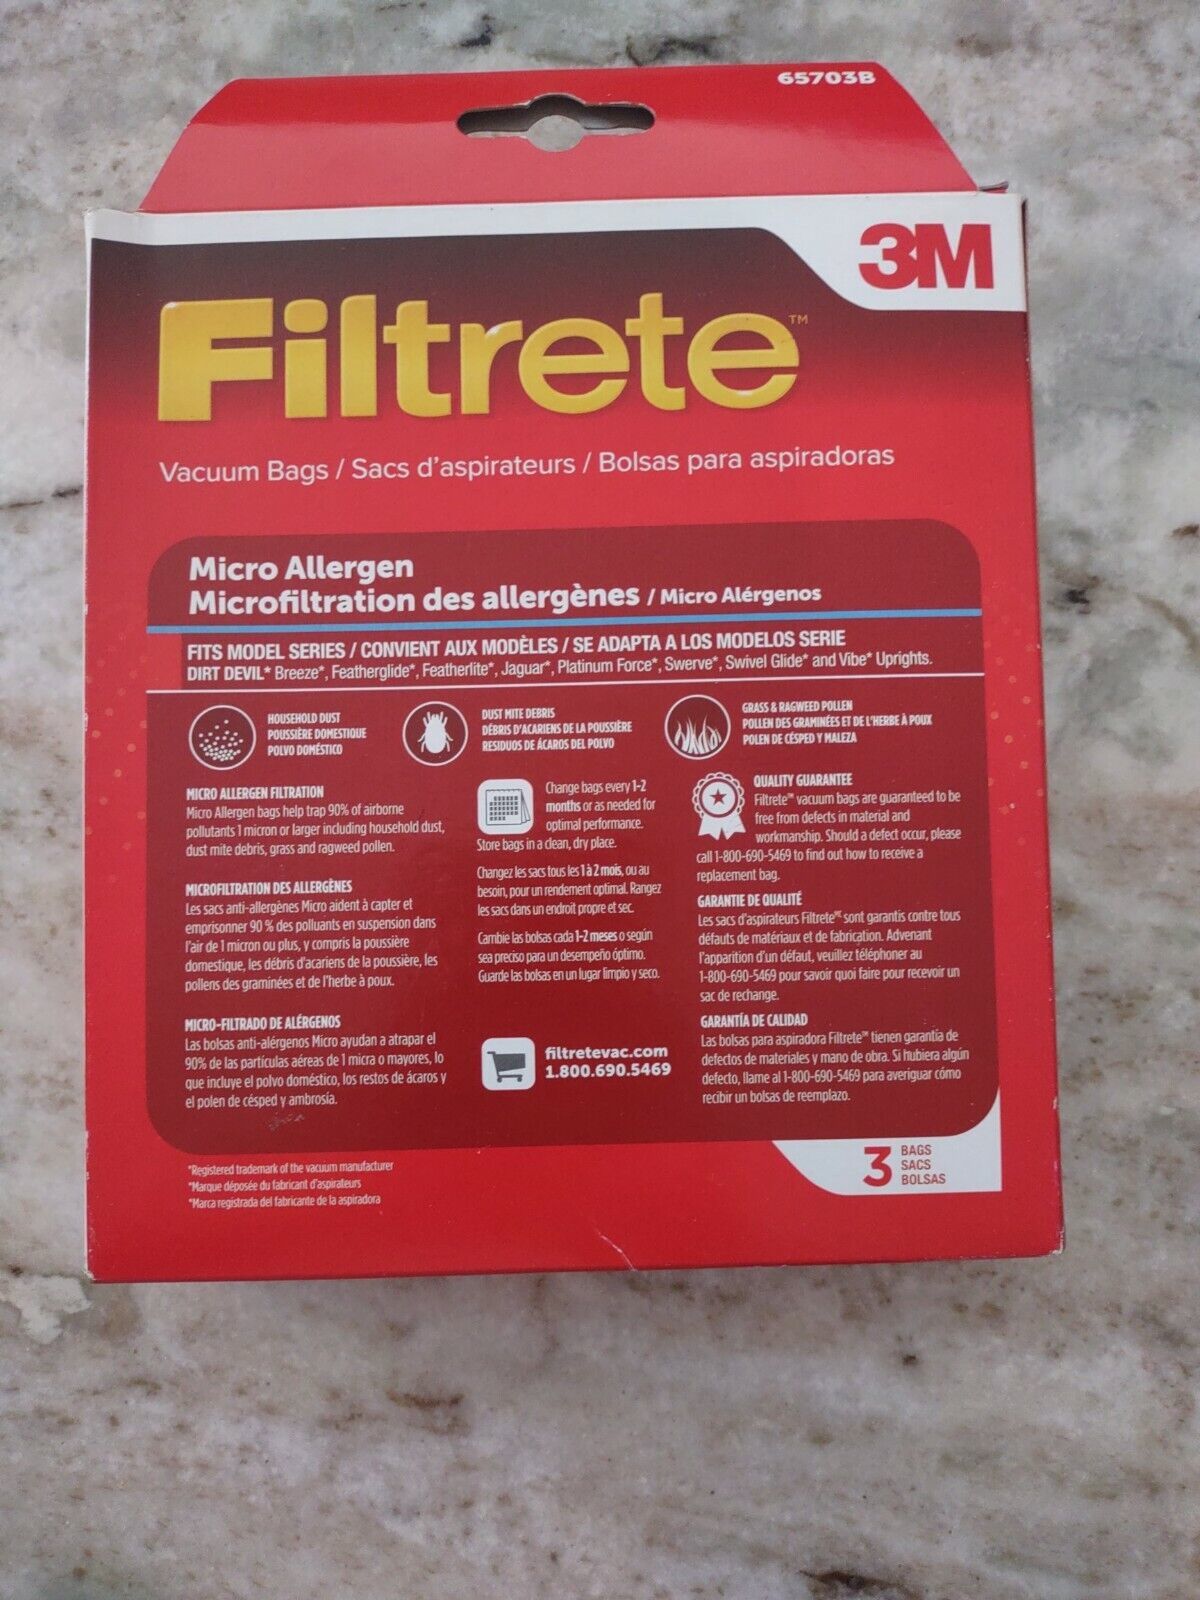 65703B
3M
Filtrete™
Vacuum Bags / Sacs d'aspirateurs / Bolsas para aspiradoras
Micro Allergen
Microfiltration des allergènes / Micro Alérgenos
FITS MODEL SERIES / CONVIENT AUX MODÈLES / SE ADAPTA A LOS MODELOS SERIE
DIRT DEVIL* Breeze*, Featherglide*, Featherlite*, Jaguar*, Platinum Force*, Swerve*, Swivel Glide* and Vibe* Uprights.
HOUSEHOLD DUST
POUSSIÈRE DOMESTIQUE
POLVO DOMÉSTICO
DUST MITE DEBRIS
DÉBRIS D'ACARIENS DE LA POUSSIÈRE
RESIDUOS DE ÁCAROS DEL POLVO
GRASS & RAGWEED POLLEN
POLLEN DES GRAMINÉES ET DE L'HERBE À POUX
POLEN DE CÉSPED Y MALEZA
MICRO ALLERGEN FILTRATION
Micro Allergen bags help trap 90% of airborne
pollutants 1 micron or larger including household dust,
dust mite debris, grass and ragweed pollen.
MICROFILTRATION DES ALLERGÈNES
Les sacs anti-allergènes Micro aident à capter et
emprisonner 90 % des polluants en suspension dans
l'air de 1 micron ou plus, y compris la poussière
domestique, les débris d'acariens de la poussière, les
pollens des graminées et de l'herbe à poux.
MICRO-FILTRADO DE ALÉRGENOS
Las bolsas anti-alérgenos Micro ayudan a atrapar el
90% de las partículas aéreas de 1 micra o mayores, lo
que incluye el polvo doméstico, los restos de ácaros y
el polen de césped y ambrosía.
Change bags every 1-2
months or as needed for
optimal performance.
Store bags in a clean, dry place.
Changez les sacs tous les 1 à 2 mois, ou au
besoin, pour un rendement optimal. Rangez
les sacs dans un endroit propre et sec.
Cambie las bolsas cada 1-2 meses o según
sea preciso para un desempeño óptimo.
Guarde las bolsas en un lugar limpio y seco.
filtretevac.com
1.800.690.5469
QUALITY GUARANTEE
Filtrete™ vacuum bags are guaranteed to be
free from defects in material and
workmanship. Should a defect occur, please
call 1-800-690-5469 to find out how to receive a
replacement bag.
GARANTIE DE QUALITÉ
Les sacs d'aspirateurs Filtrete™ sont garantis contre tous
défauts de matériaux et de fabrication. Advenant
l'apparition d'un défaut, veuillez téléphoner au
1-800-690-5469 pour savoir quoi faire pour recevoir un
sac de rechange.
GARANTÍA DE CALIDAD
Las bolsas para aspiradora Filtrete™ tienen garantía de
defectos de materiales y mano de obra. Si hubiera algún
defecto, llame al 1-800-690-5469 para averiguar cómo
recibir un bolsas de reemplazo.
*Registered trademark of the vacuum manufacturer
*Marque déposée du fabricant d'aspirateurs
*Marca registrada del fabricante de la aspiradora
3 BAGS
SACS
BOLSAS